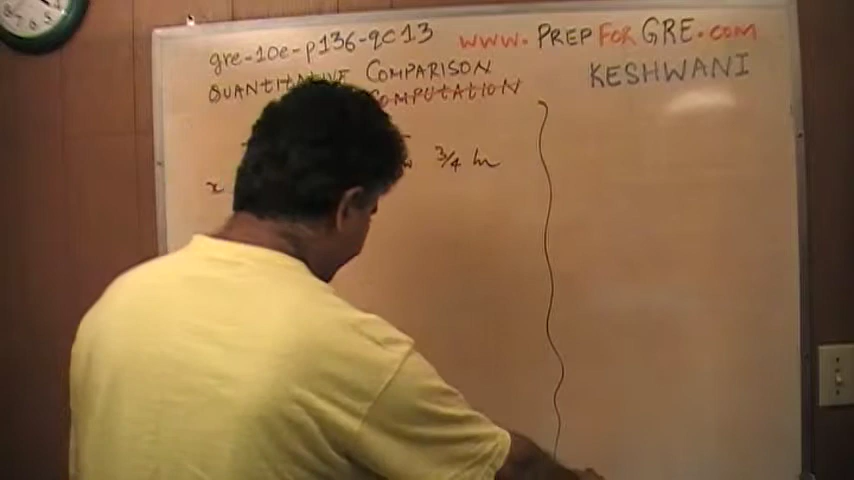 gre-10e-p136-qc13
www.PREPFORGRE.com
QUANTITATIVE COMPARISON
KESHWANI
COMPUTATION
3/4 hr
x